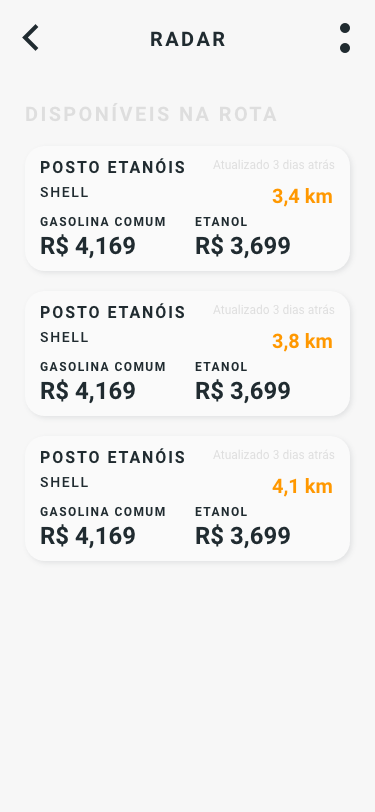 RADAR
DISPONÍVEIS NA ROTA
POSTO ETANÓIS Atualizado 3 dias atrás
SHELL 3,4 km
GASOLINA COMUM ETANOL
R$ 4,169 R$ 3,699
POSTO ETANÓIS Atualizado 3 dias atrás
SHELL 3,8 km
GASOLINA COMUM ETANOL
R$ 4,169 R$ 3,699
POSTO ETANÓIS Atualizado 3 dias atrás
SHELL 4,1 km
GASOLINA COMUM ETANOL
R$ 4,169 R$ 3,699